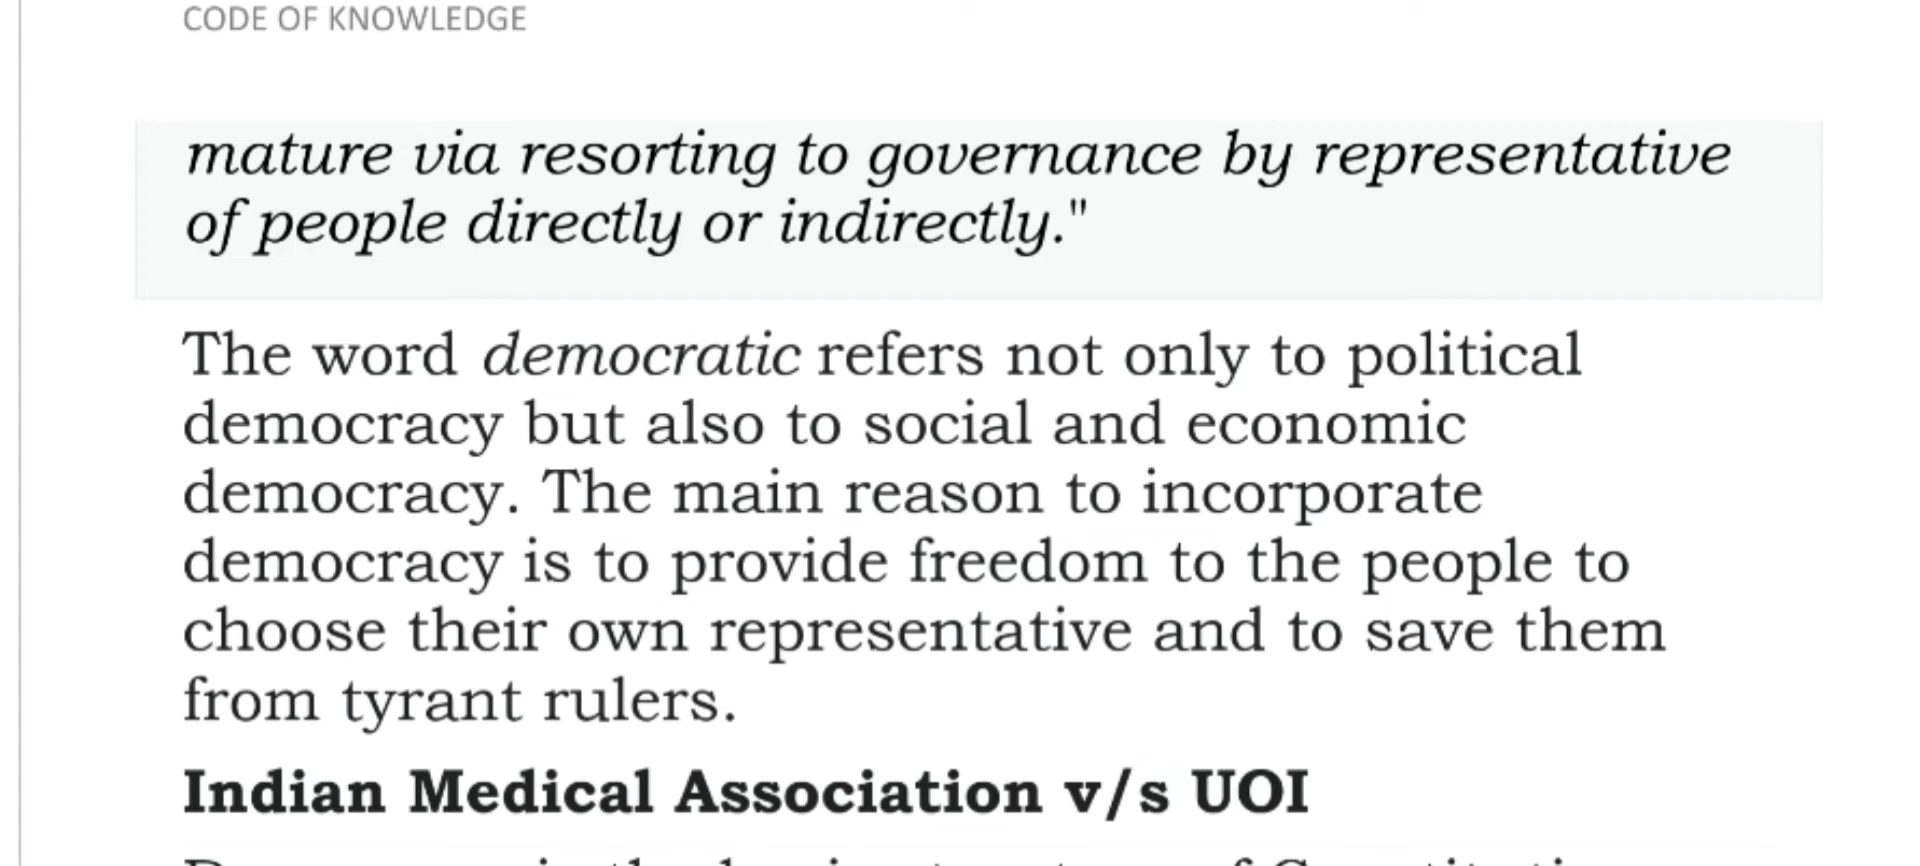 CODE OF KNOWLEDGE
mature via resorting to governance by representative
of people directly or indirectly."
The word democratic refers not only to political
democracy but also to social and economic
democracy. The main reason to incorporate
democracy is to provide freedom to the people to
choose their own representative and to save them
from tyrant rulers.
Indian Medical Association v/s UOI